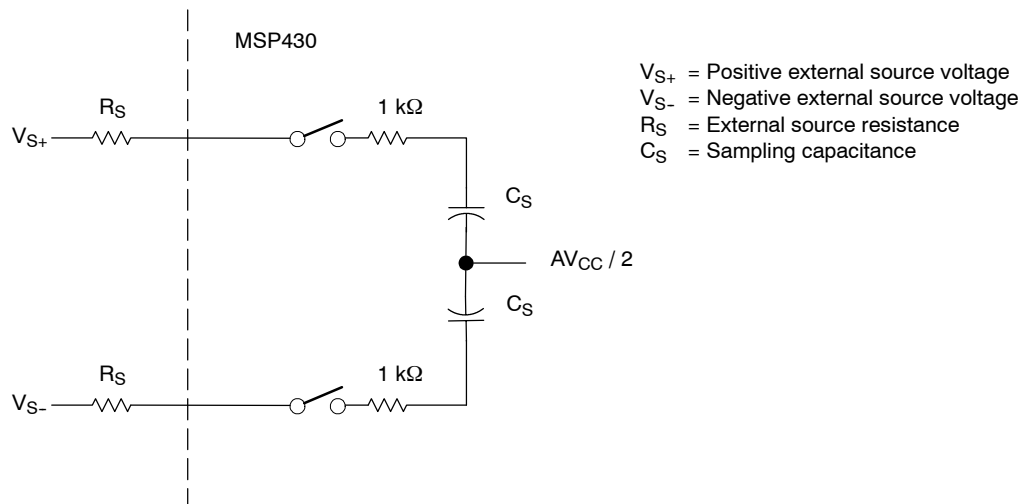 MSP430
V_S+ = Positive external source voltage
V_S- = Negative external source voltage
R_S = External source resistance
C_S = Sampling capacitance
R_S
1 kΩ
V_S+
C_S
AV_CC / 2
C_S
R_S
1 kΩ
V_S-